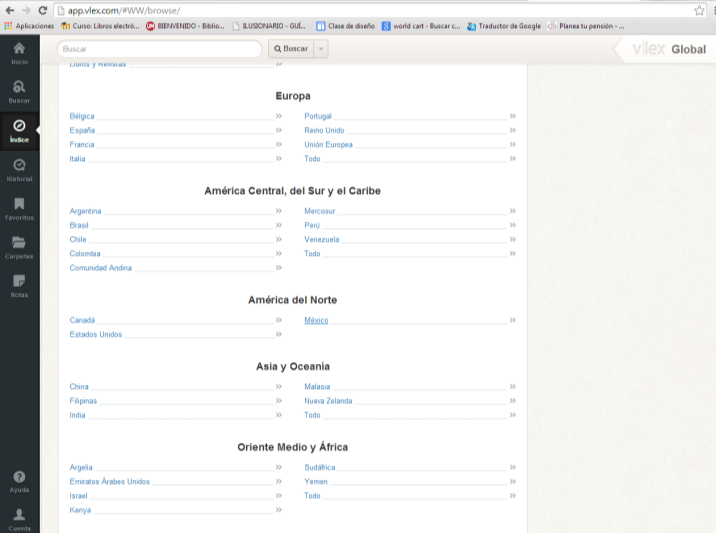 app.vlex.com/#WW/browse/
Aplicaciones Curso: Libros electró... BIENVENIDO - Biblio... ILUSIONARIO - GUÍ... Clase de diseño world cart - Buscar c... Traductor de Google Planea tu pensión - ...
Inicio
Buscar
Índice
Historial
Favoritos
Carpetas
Notas
Ayuda
Cuenta
Buscar Buscar
vlex Global
Libros y Revistas »
Europa
Bélgica » Portugal »
España » Reino Unido »
Francia » Unión Europea »
Italia » Todo »
América Central, del Sur y el Caribe
Argentina » Mercosur »
Brasil » Perú »
Chile » Venezuela »
Colombia » Todo »
Comunidad Andina »
América del Norte
Canadá » México »
Estados Unidos »
Asia y Oceanía
China » Malasia »
Filipinas » Nueva Zelanda »
India » Todo »
Oriente Medio y África
Argelia » Sudáfrica »
Emiratos Árabes Unidos » Yemen »
Israel » Todo »
Kenya »